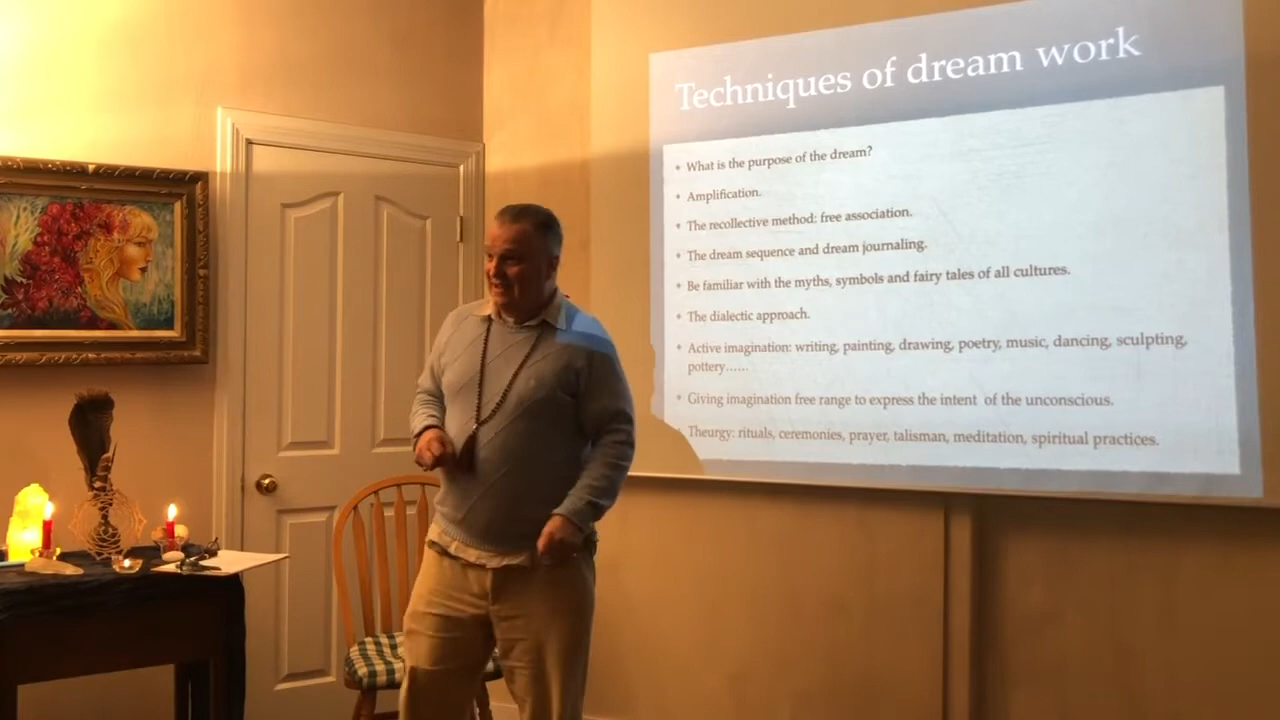 Techniques of dream work
What is the purpose of the dream?
Amplification.
The recollective method: free association.
The dream sequence and dream journaling.
Be familiar with the myths, symbols and fairy tales of all cultures.
The dialectic approach.
Active imagination: writing, painting, drawing, poetry, music, dancing, sculpting,
pottery……
Giving imagination free range to express the intent of the unconscious.
Theurgy: rituals, ceremonies, prayer, talisman, meditation, spiritual practices.